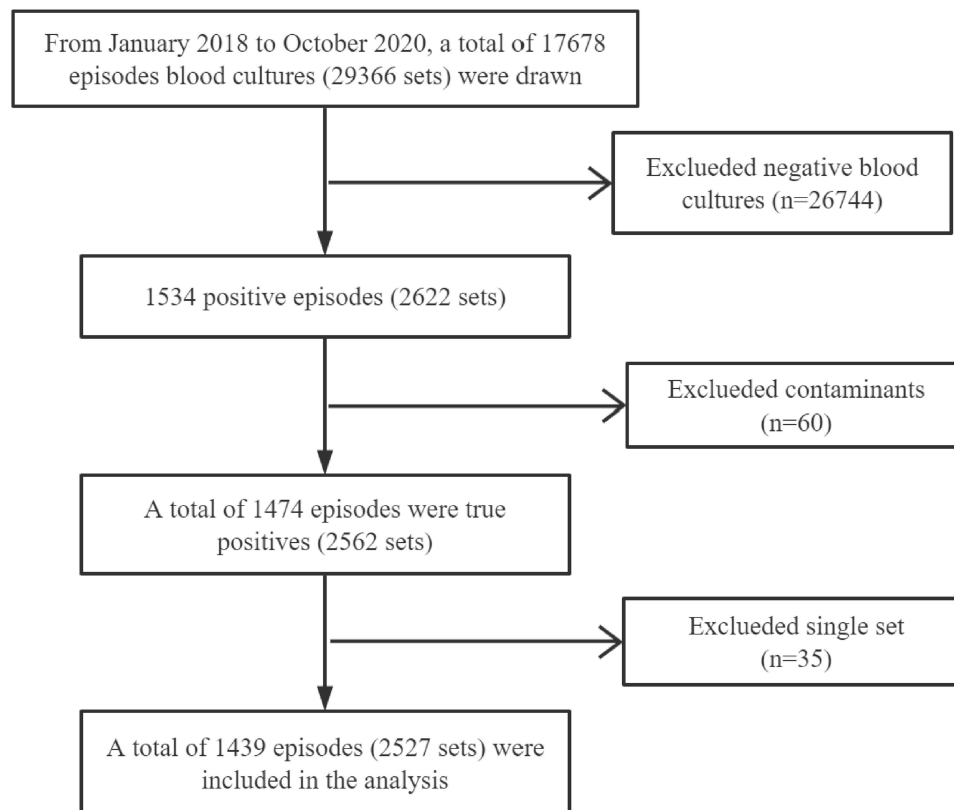 From January 2018 to October 2020, a total of 17678
episodes blood cultures (29366 sets) were drawn
Exclueded negative blood
cultures (n=26744)
1534 positive episodes (2622 sets)
Exclueded contaminants
(n=60)
A total of 1474 episodes were true
positives (2562 sets)
Exclueded single set
(n=35)
A total of 1439 episodes (2527 sets) were
included in the analysis